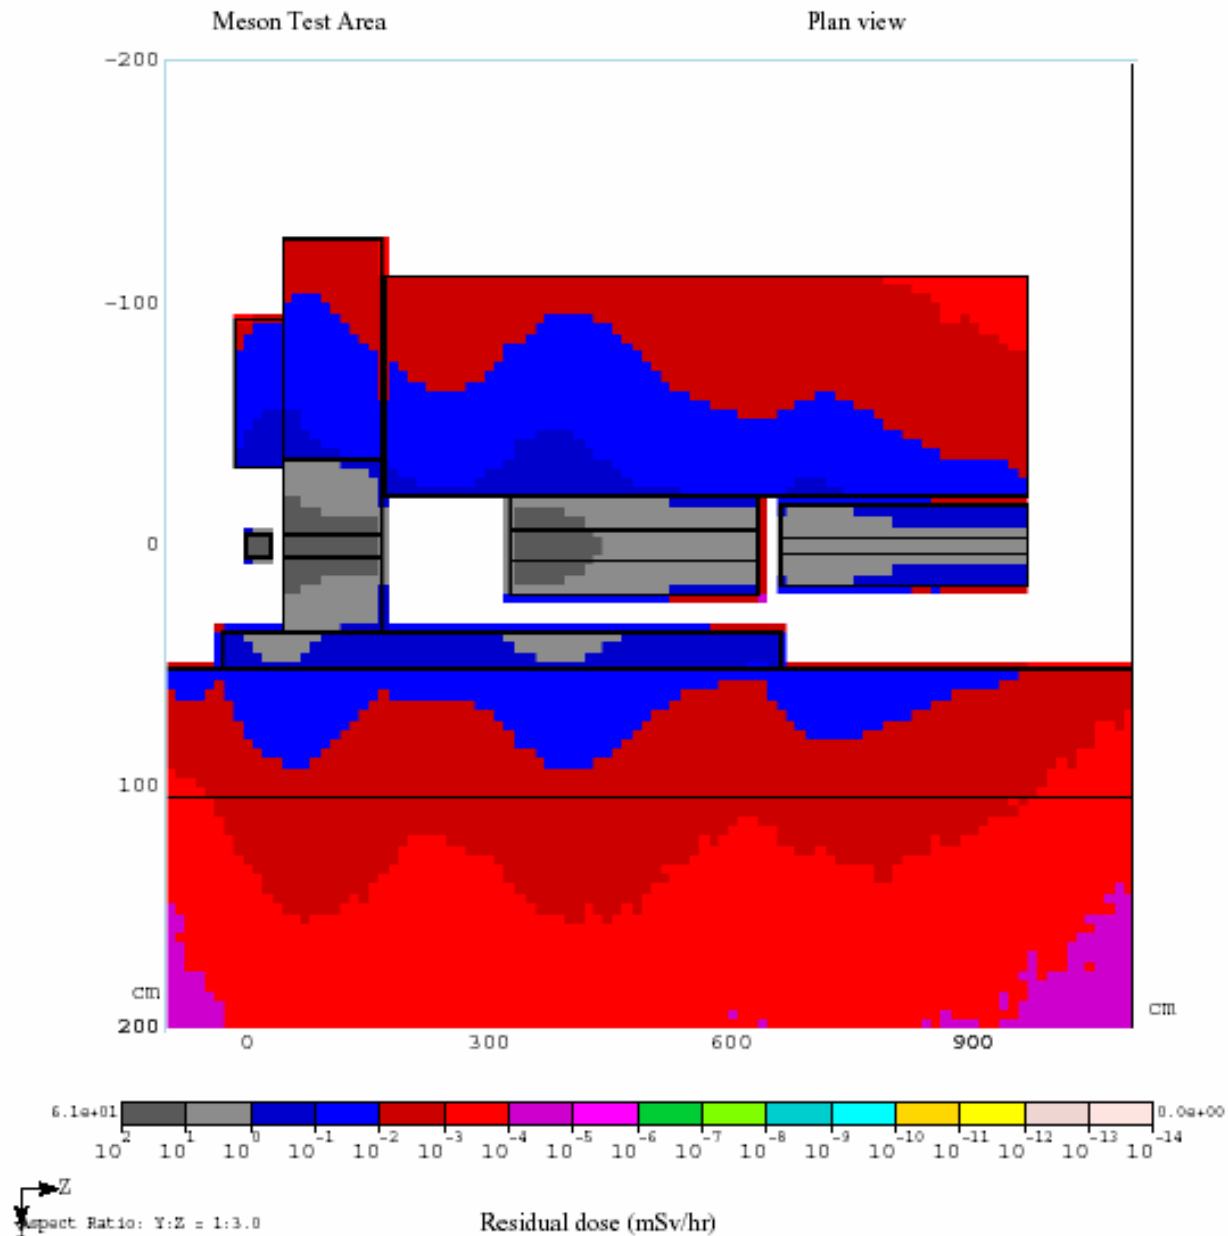 Meson Test Area Plan view
-200
-100
0
100
cm
200
cm
0 300 600 900
6.1e+01 0.0e+00
10^2 10^1 10^0 10^-1 10^-2 10^-3 10^-4 10^-5 10^-6 10^-7 10^-8 10^-9 10^-10 10^-11 10^-12 10^-13 10^-14
Z
Aspect Ratio: Y:Z = 1:3.0
Residual dose (mSv/hr)